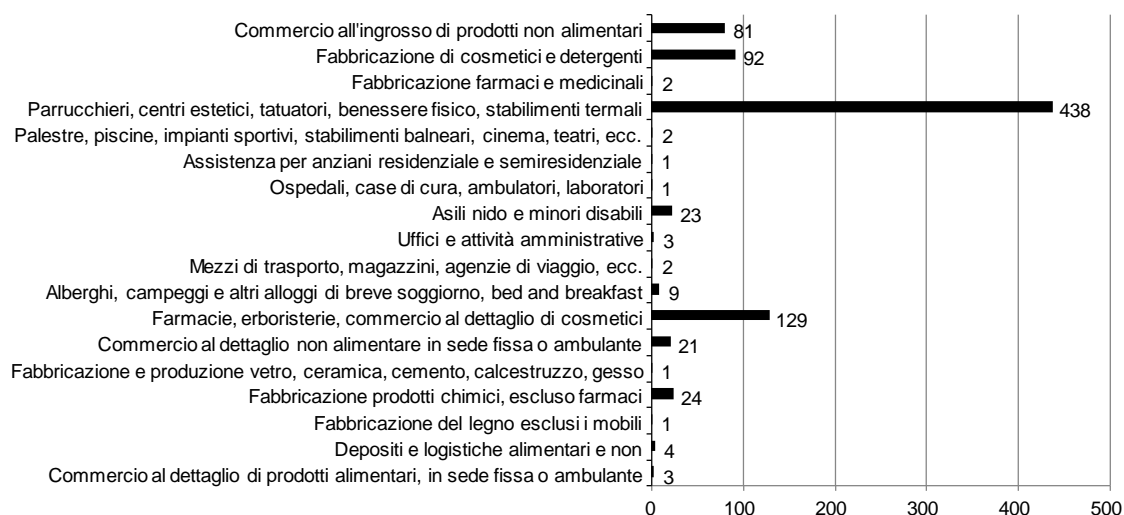 Commercio all'ingrosso di prodotti non alimentari 81
Fabbricazione di cosmetici e detergenti 92
Fabbricazione farmaci e medicinali 2
Parrucchieri, centri estetici, tatuatori, benessere fisico, stabilimenti termali 438
Palestre, piscine, impianti sportivi, stabilimenti balneari, cinema, teatri, ecc. 2
Assistenza per anziani residenziale e semiresidenziale 1
Ospedali, case di cura, ambulatori, laboratori 1
Asili nido e minori disabili 23
Uffici e attività amministrative 3
Mezzi di trasporto, magazzini, agenzie di viaggio, ecc. 2
Alberghi, campeggi e altri alloggi di breve soggiorno, bed and breakfast 9
Farmacie, erboristerie, commercio al dettaglio di cosmetici 129
Commercio al dettaglio non alimentare in sede fissa o ambulante 21
Fabbricazione e produzione vetro, ceramica, cemento, calcestruzzo, gesso 1
Fabbricazione prodotti chimici, escluso farmaci 24
Fabbricazione del legno esclusi i mobili 1
Depositi e logistiche alimentari e non 4
Commercio al dettaglio di prodotti alimentari, in sede fissa o ambulante 3
0 100 200 300 400 500